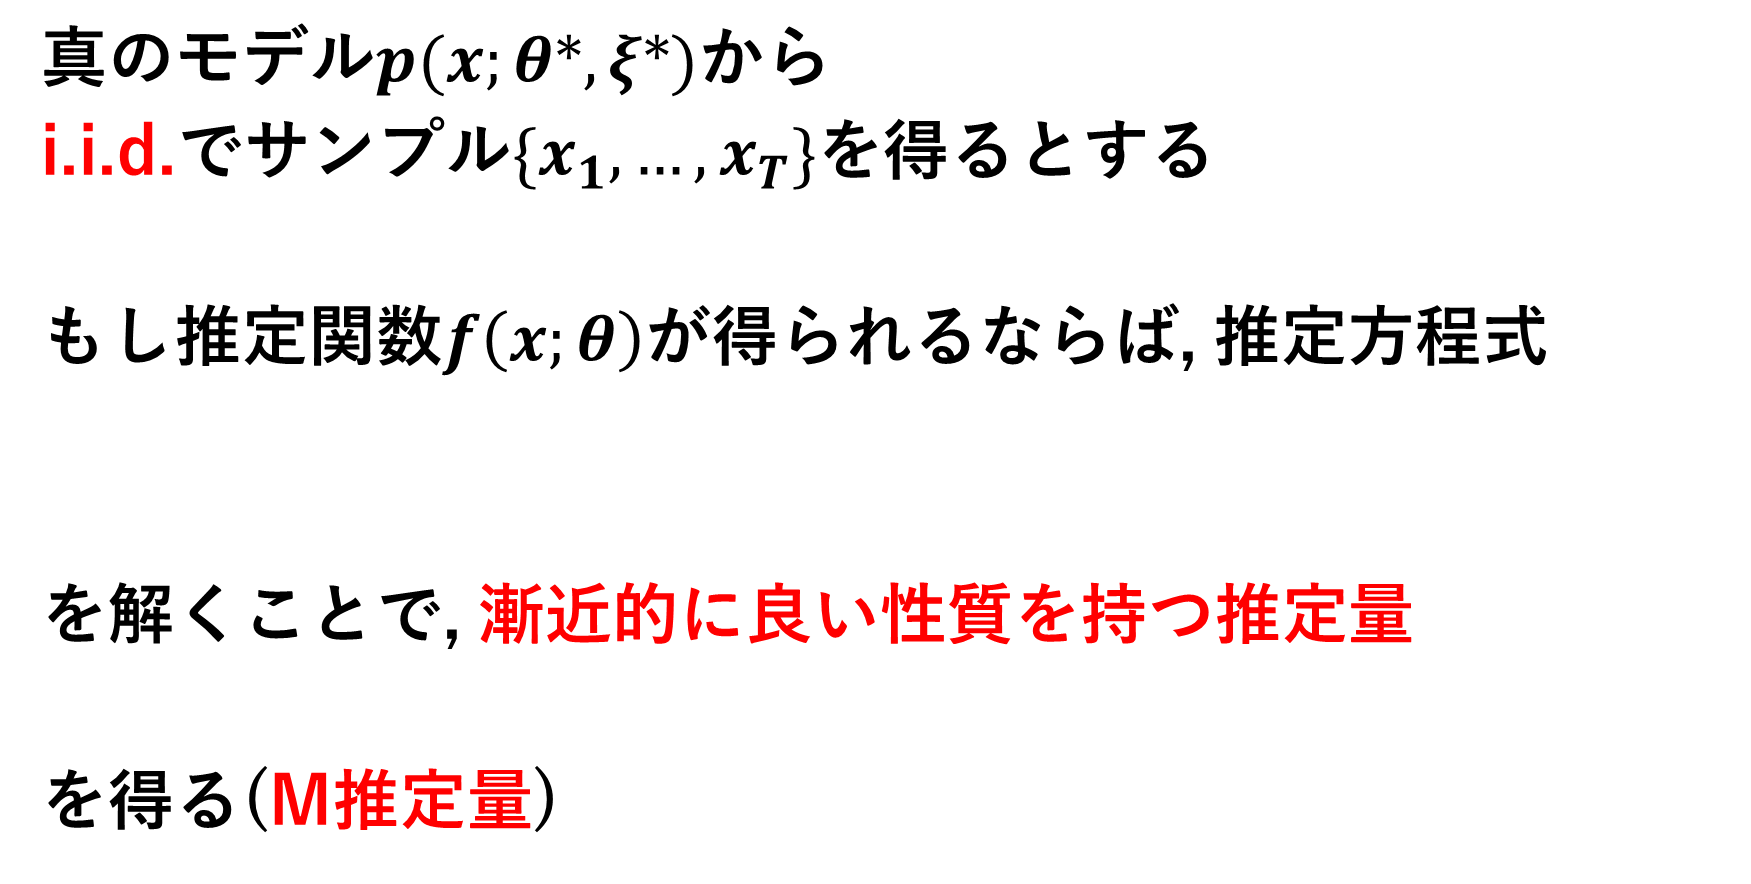 真のモデルp(x; θ*, ξ*)から
i.i.d.でサンプル{x₁, … , x_T}を得るとする
もし推定関数f(x; θ)が得られるならば, 推定方程式
を解くことで, 漸近的に良い性質を持つ推定量
を得る(M推定量)